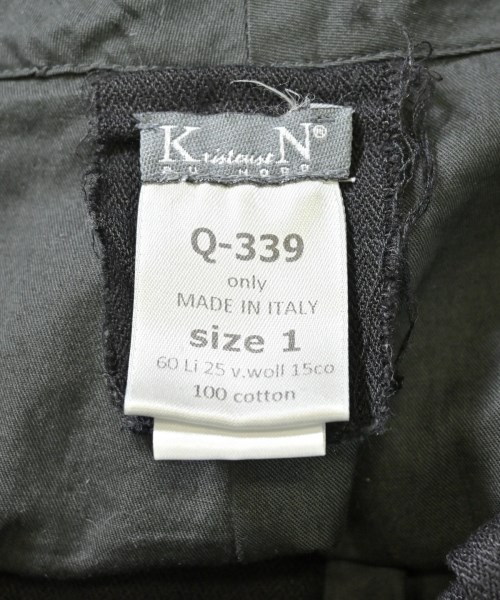 KristensenN®
DU NORD
Q-339
only
MADE IN ITALY
size 1
60 Li 25 v.woll 15co
100 cotton